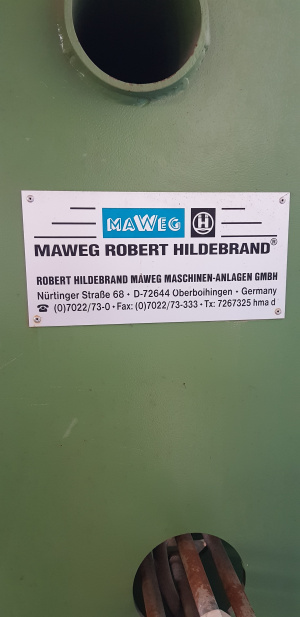 MAWEG H
MAWEG ROBERT HILDEBRAND®
ROBERT HILDEBRAND MAWEG MASCHINEN-ANLAGEN GMBH
Nürtinger Straße 68 • D-72644 Oberboihingen • Germany
☎ (0)7022/73-0 • Fax: (0)7022/73-333 • Tx: 7267325 hma d